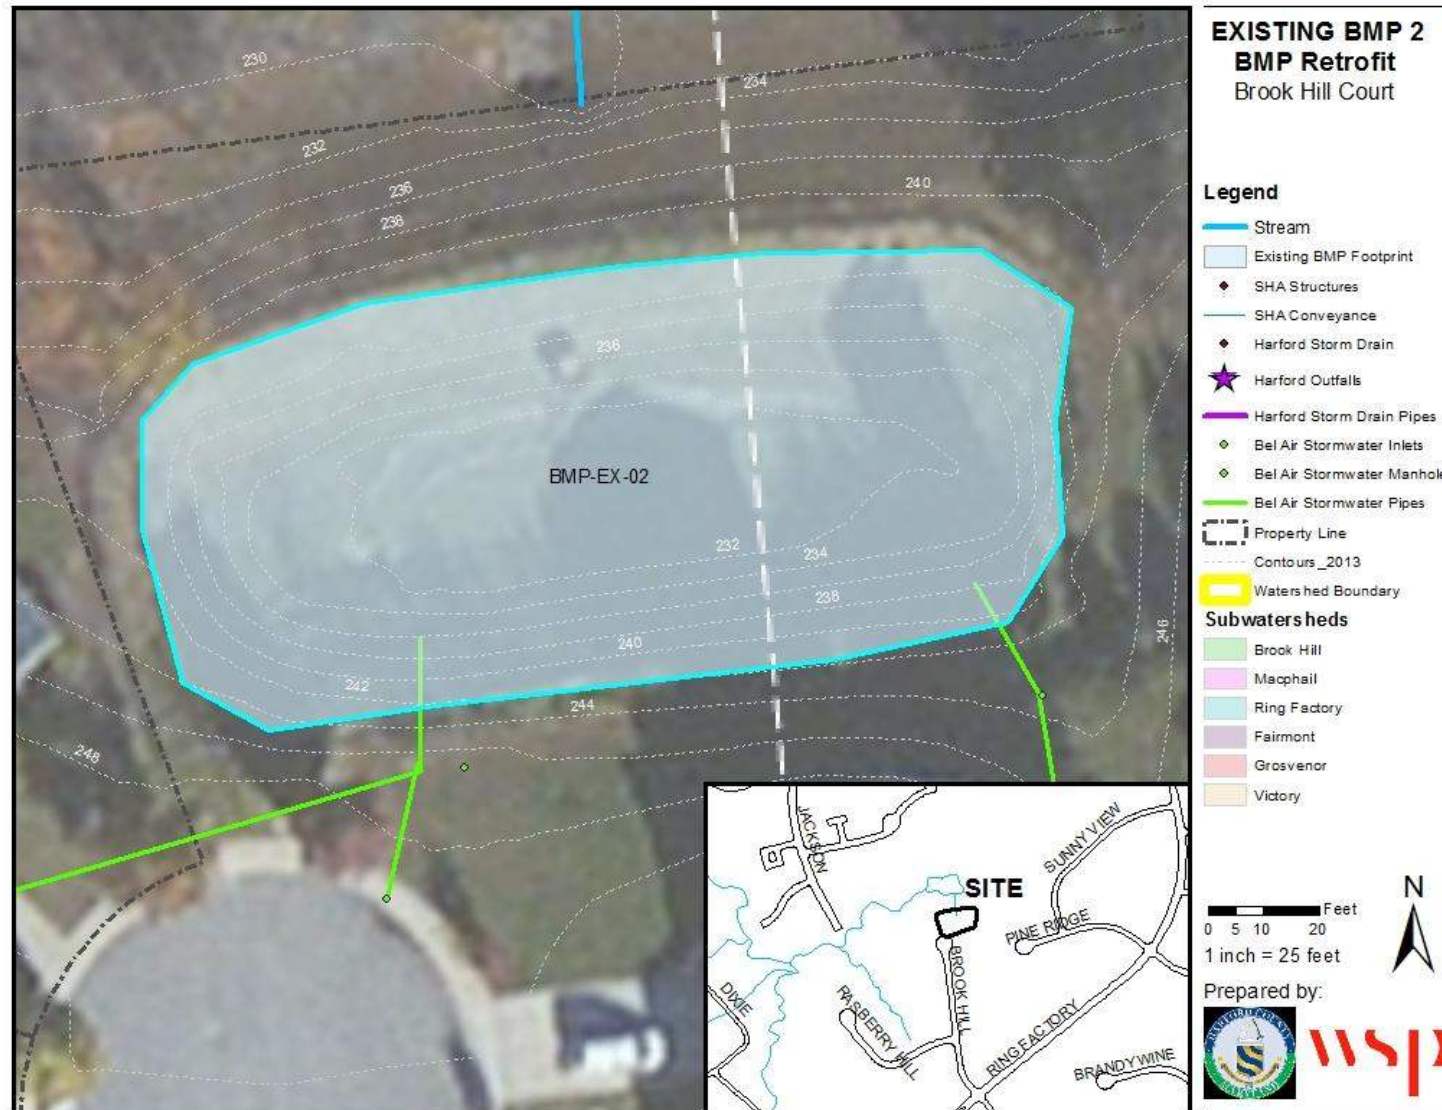 EXISTING BMP 2
BMP Retrofit
Brook Hill Court
Legend
Stream
Existing BMP Footprint
SHA Structures
SHA Conveyance
Harford Storm Drain
Harford Outfalls
Harford Storm Drain Pipes
Bel Air Stormwater Inlets
Bel Air Stormwater Manhole
Bel Air Stormwater Pipes
Property Line
Contours_2013
Watershed Boundary
Subwatersheds
Brook Hill
Macphail
Ring Factory
Fairmont
Grosvenor
Victory
Feet
0 5 10 20
1 inch = 25 feet
N
Prepared by:
HARFORD COUNTY
MARYLAND
wsp
230
234
232
236
238
240
236
BMP-EX-02
232
234
238
240
242
244
246
248
JACKSON
SUNNY VIEW
SITE
PINE RIDGE
BROOK HILL
DIXIE
RASBERRY HILL
RING FACTORY
BRANDYWINE